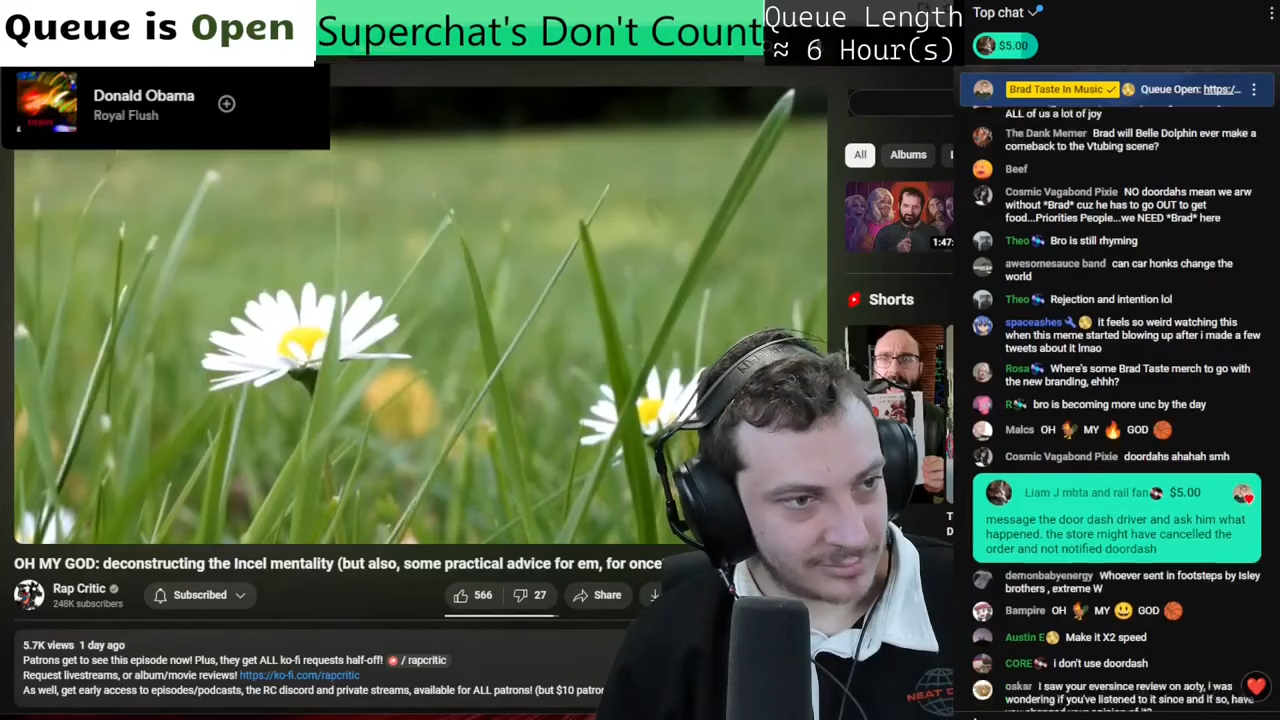 Queue is Open
Superchat's Don't Count
Queue Length
≈ 6 Hour(s)
Donald Obama
Royal Flush
All
Albums
1:47:
Shorts
OH MY GOD: deconstructing the Incel mentality (but also, some practical advice for em, for once
Rap Critic
248K subscribers
Subscribed
566
27
Share
5.7K views 1 day ago
Patrons get to see this episode now! Plus, they get ALL ko-fi requests half-off! / rapcritic
Request livestreams, or album/movie reviews! https://ko-fi.com/rapcritic
As well, get early access to episodes/podcasts, the RC discord and private streams, available for ALL patrons! (but $10 patror
NEAT
Top chat
$5.00
Brad Taste In Music Queue Open: https:/...
ALL of us a lot of joy
The Dank Memer Brad will Belle Dolphin ever make a
comeback to the Vtubing scene?
Beef
Cosmic Vagabond Pixie NO doordahs mean we arw
without *Brad* cuz he has to go OUT to get
food...Priorities People...we NEED *Brad* here
Theo Bro is still rhyming
awesomesauce band can car honks change the
world
Theo Rejection and intention lol
spaceashes it feels so weird watching this
when this meme started blowing up after i made a few
tweets about it lmao
Rosa Where's some Brad Taste merch to go with
the new branding, ehhh?
R bro is becoming more unc by the day
Malcs OH 🐓 MY 🔥 GOD 🏀
Cosmic Vagabond Pixie doordahs ahahah smh
Liam J mbta and rail fan $5.00
message the door dash driver and ask him what
happened. the store might have cancelled the
order and not notified doordash
demonbabyenergy Whoever sent in footsteps by Isley
brothers , extreme W
Bampire OH 🐓 MY 😃 GOD 🏀
Austin E Make it X2 speed
CORE i don't use doordash
oskar I saw your eversince review on aoty, i was
wondering if you've listened to it since and if so, have